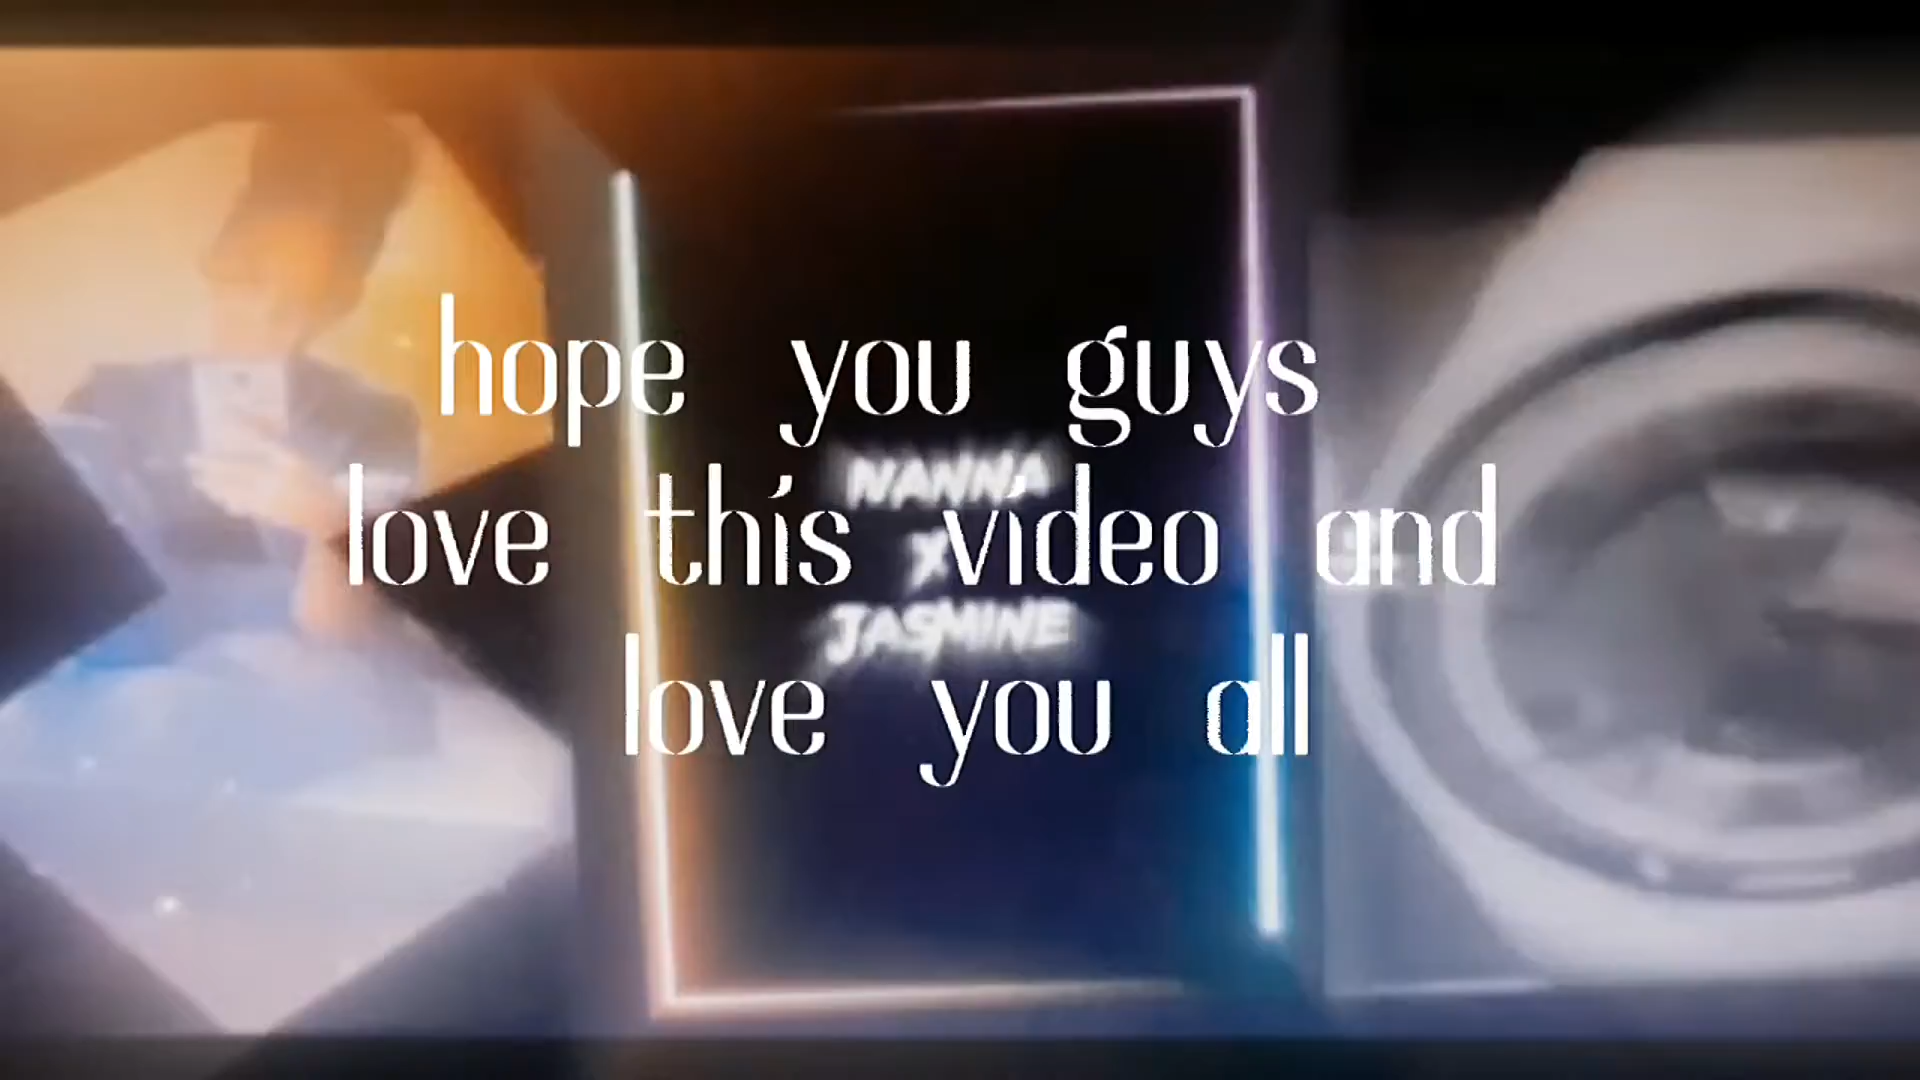 hope you guys
NANNA
love this video and
X
JASMINE
love you all